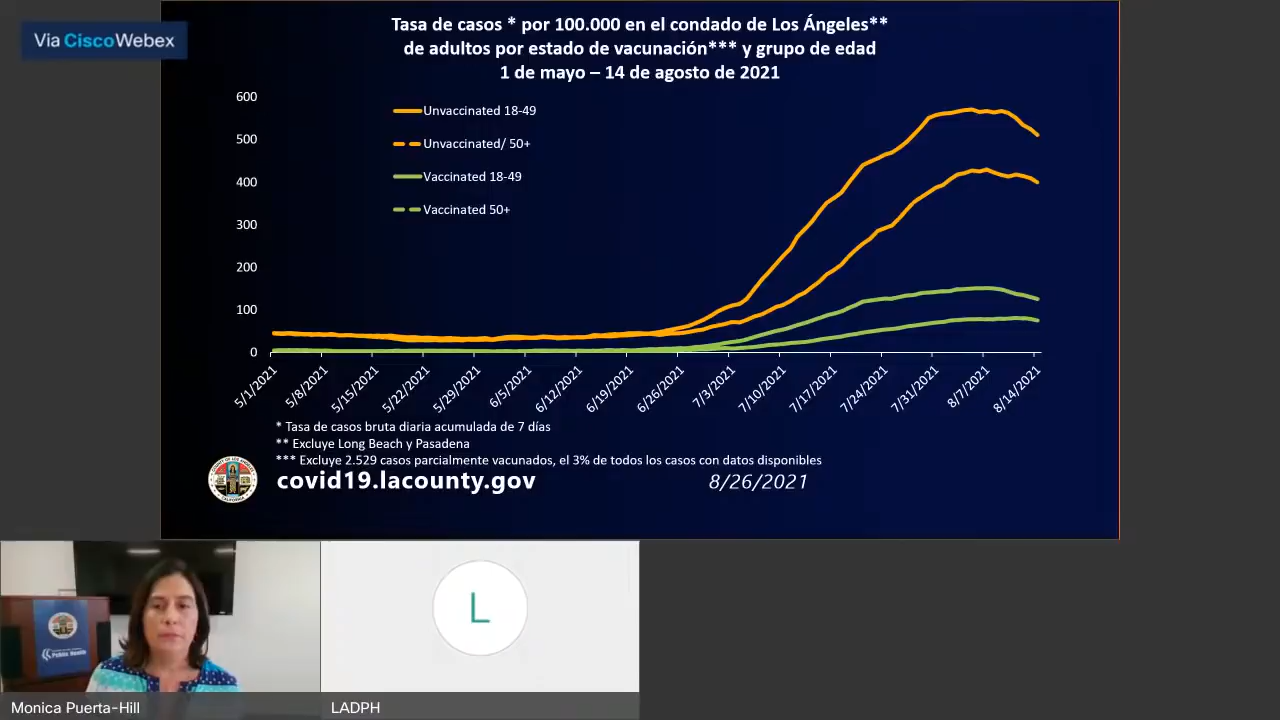 Via CiscoWebex
Tasa de casos * por 100.000 en el condado de Los Ángeles**
de adultos por estado de vacunación*** y grupo de edad
1 de mayo – 14 de agosto de 2021
600
500
400
300
200
100
0
Unvaccinated 18-49
Unvaccinated/ 50+
Vaccinated 18-49
Vaccinated 50+
5/1/2021
5/8/2021
5/15/2021
5/22/2021
5/29/2021
6/5/2021
6/12/2021
6/19/2021
6/26/2021
7/3/2021
7/10/2021
7/17/2021
7/24/2021
7/31/2021
8/7/2021
8/14/2021
* Tasa de casos bruta diaria acumulada de 7 días
** Excluye Long Beach y Pasadena
*** Excluye 2.529 casos parcialmente vacunados, el 3% de todos los casos con datos disponibles
covid19.lacounty.gov
8/26/2021
Public Health
L
Monica Puerta-Hill
LADPH